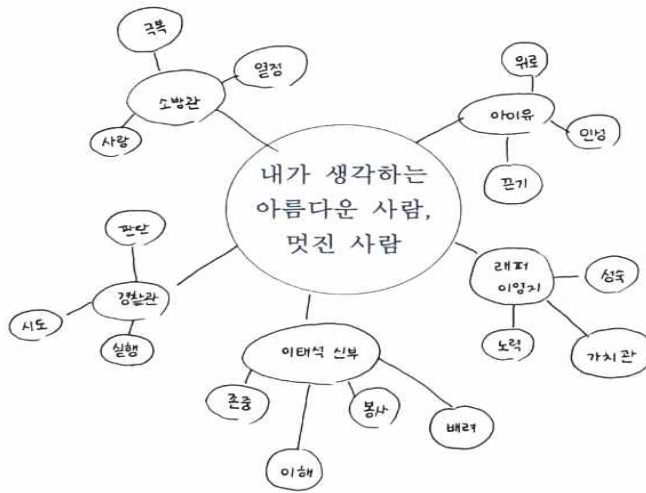 극복
열정
소방관
사랑
위로
아이유
인성
끈기
내가 생각하는
아름다운 사람,
멋진 사람
판단
경찰관
시도
실행
래퍼
이영지
성숙
노력
가치관
이태석 신부
존중
봉사
배려
이해